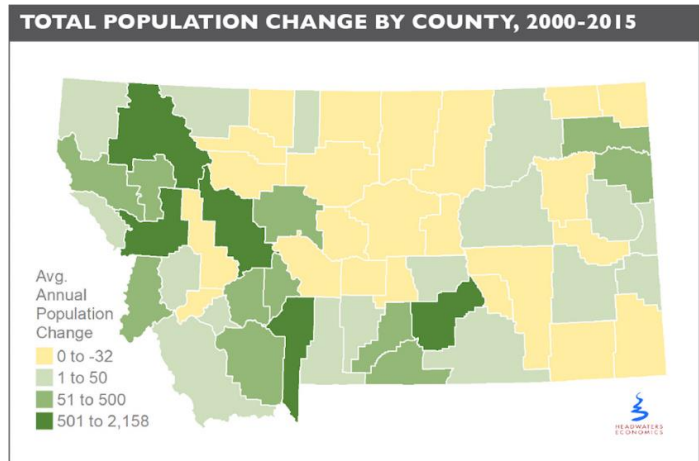 TOTAL POPULATION CHANGE BY COUNTY, 2000-2015
Avg.
Annual
Population
Change
0 to -32
1 to 50
51 to 500
501 to 2,158
HEADWATERS
ECONOMICS